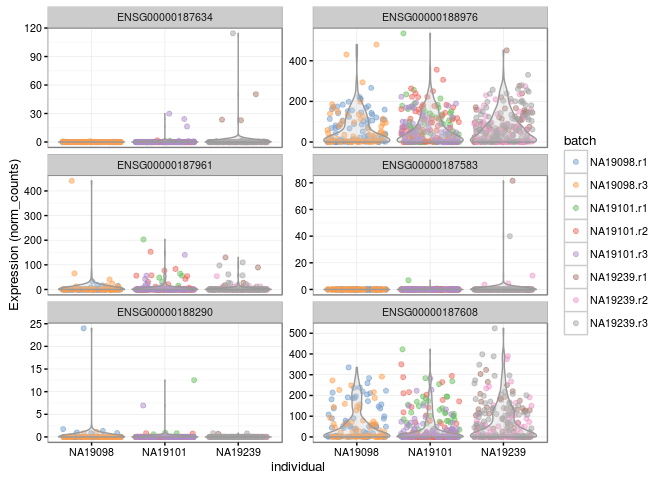 ENSG00000187634
ENSG00000188976
120
90
60
30
0
400
200
0
ENSG00000187961
ENSG00000187583
400
300
200
100
0
80
60
40
20
0
ENSG00000188290
ENSG00000187608
25
20
15
10
5
0
500
400
300
200
100
0
NA19098 NA19101 NA19239
NA19098 NA19101 NA19239
individual
Expression (norm_counts)
batch
NA19098.r1
NA19098.r3
NA19101.r1
NA19101.r2
NA19101.r3
NA19239.r1
NA19239.r2
NA19239.r3